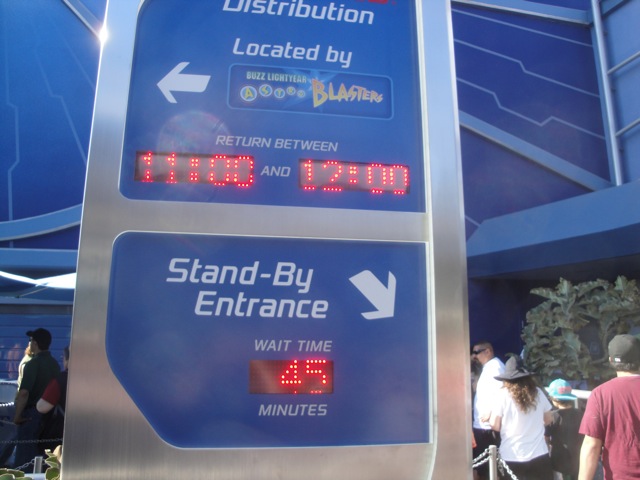 Distribution
Located by
BUZZ LIGHTYEAR
ASTRO BLASTERS
RETURN BETWEEN
11:00 AND 12:00
Stand-By
Entrance
WAIT TIME
45
MINUTES